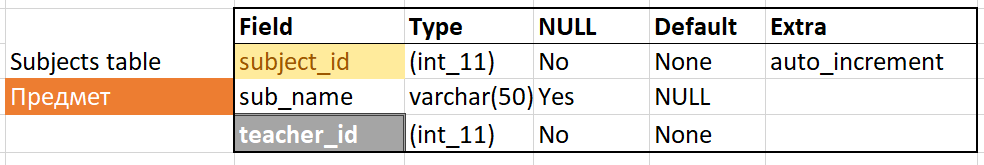 Field Type NULL Default Extra
Subjects table subject_id (int_11) No None auto_increment
Предмет sub_name varchar(50) Yes NULL
teacher_id (int_11) No None